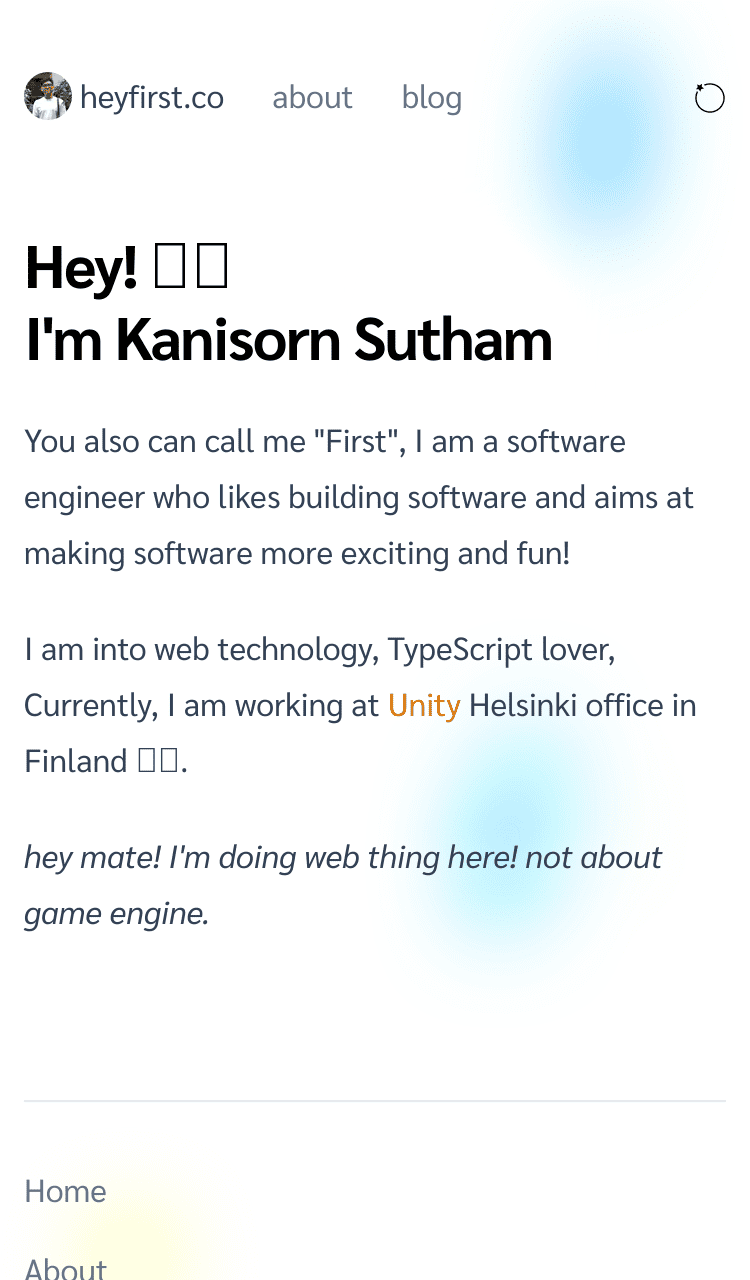 heyfirst.co about blog
Hey! 
I'm Kanisorn Sutham
You also can call me "First", I am a software
engineer who likes building software and aims at
making software more exciting and fun!
I am into web technology, TypeScript lover,
Currently, I am working at Unity Helsinki office in
Finland .
hey mate! I'm doing web thing here! not about
game engine.
Home
About